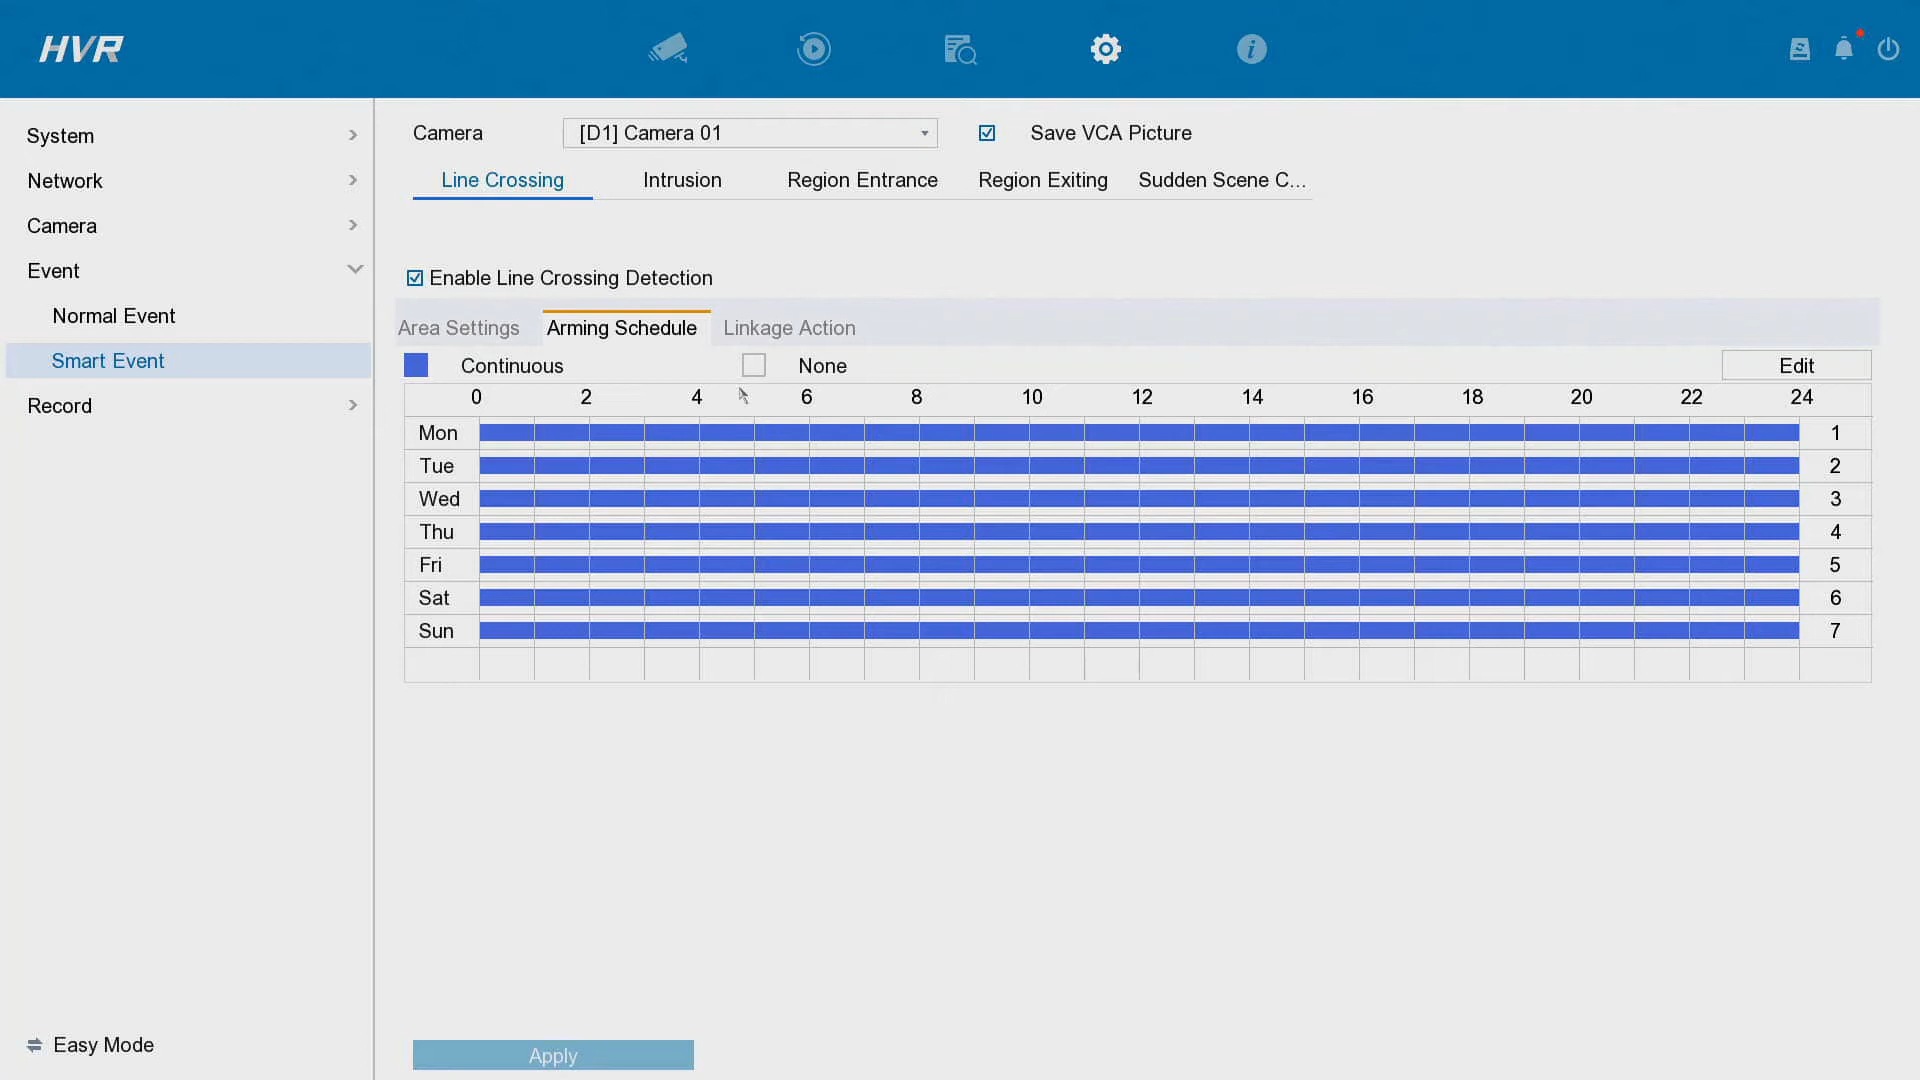 HVR
System
Network
Camera
Event
Normal Event
Smart Event
Record
Easy Mode
Camera [D1] Camera 01 Save VCA Picture
Line Crossing Intrusion Region Entrance Region Exiting Sudden Scene C...
Enable Line Crossing Detection
Area Settings Arming Schedule Linkage Action
Continuous None Edit
0 2 4 6 8 10 12 14 16 18 20 22 24
Mon 1
Tue 2
Wed 3
Thu 4
Fri 5
Sat 6
Sun 7
Apply